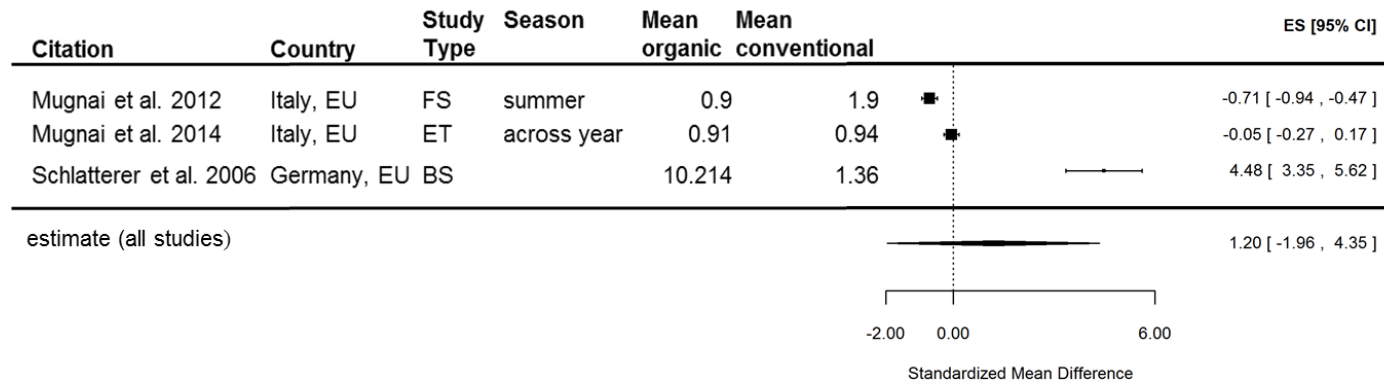 Citation Country Study Type Season Mean organic Mean conventional ES [95% CI]
Mugnai et al. 2012 Italy, EU FS summer 0.9 1.9 -0.71 [ -0.94 , -0.47 ]
Mugnai et al. 2014 Italy, EU ET across year 0.91 0.94 -0.05 [ -0.27 , 0.17 ]
Schlatterer et al. 2006 Germany, EU BS 10.214 1.36 4.48 [ 3.35 , 5.62 ]
estimate (all studies) 1.20 [ -1.96 , 4.35 ]
-2.00 0.00 6.00
Standardized Mean Difference